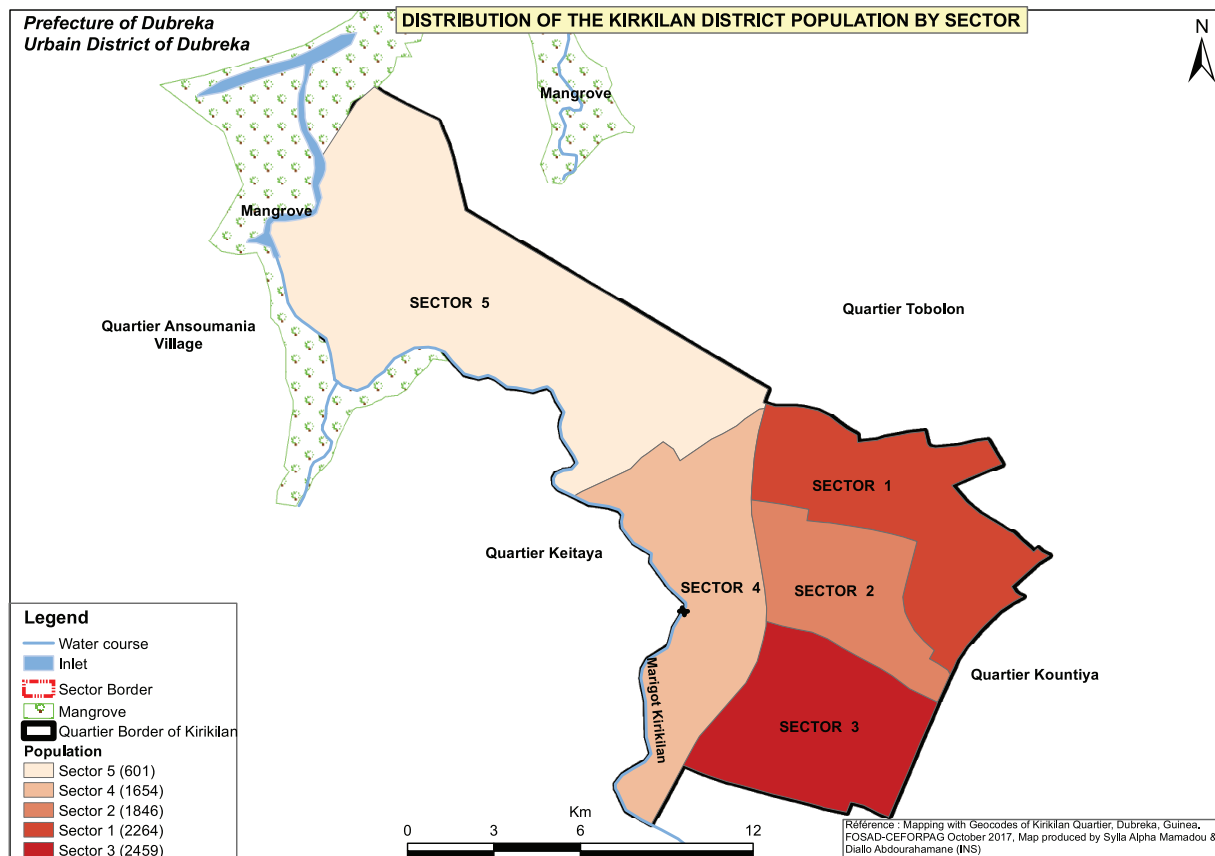 Prefecture of Dubreka
Urbain District of Dubreka
DISTRIBUTION OF THE KIRKILAN DISTRICT POPULATION BY SECTOR
N
Mangrove
Mangrove
SECTOR 5
Quartier Tobolon
Quartier Ansoumania
Village
SECTOR 1
Quartier Keitaya
SECTOR 4
SECTOR 2
Marigot Kirikilan
Quartier Kountiya
SECTOR 3
Legend
Water course
Inlet
Sector Border
Mangrove
Quartier Border of Kirikilan
Population
Sector 5 (601)
Sector 4 (1654)
Sector 2 (1846)
Sector 1 (2264)
Sector 3 (2459)
Km
0 3 6 12
Référence : Mapping with Geocodes of Kirikilan Quartier, Dubreka, Guinea,
FOSAD-CEFORPAG October 2017, Map produced by Sylla Alpha Mamadou &
Diallo Abdourahamane (INS)